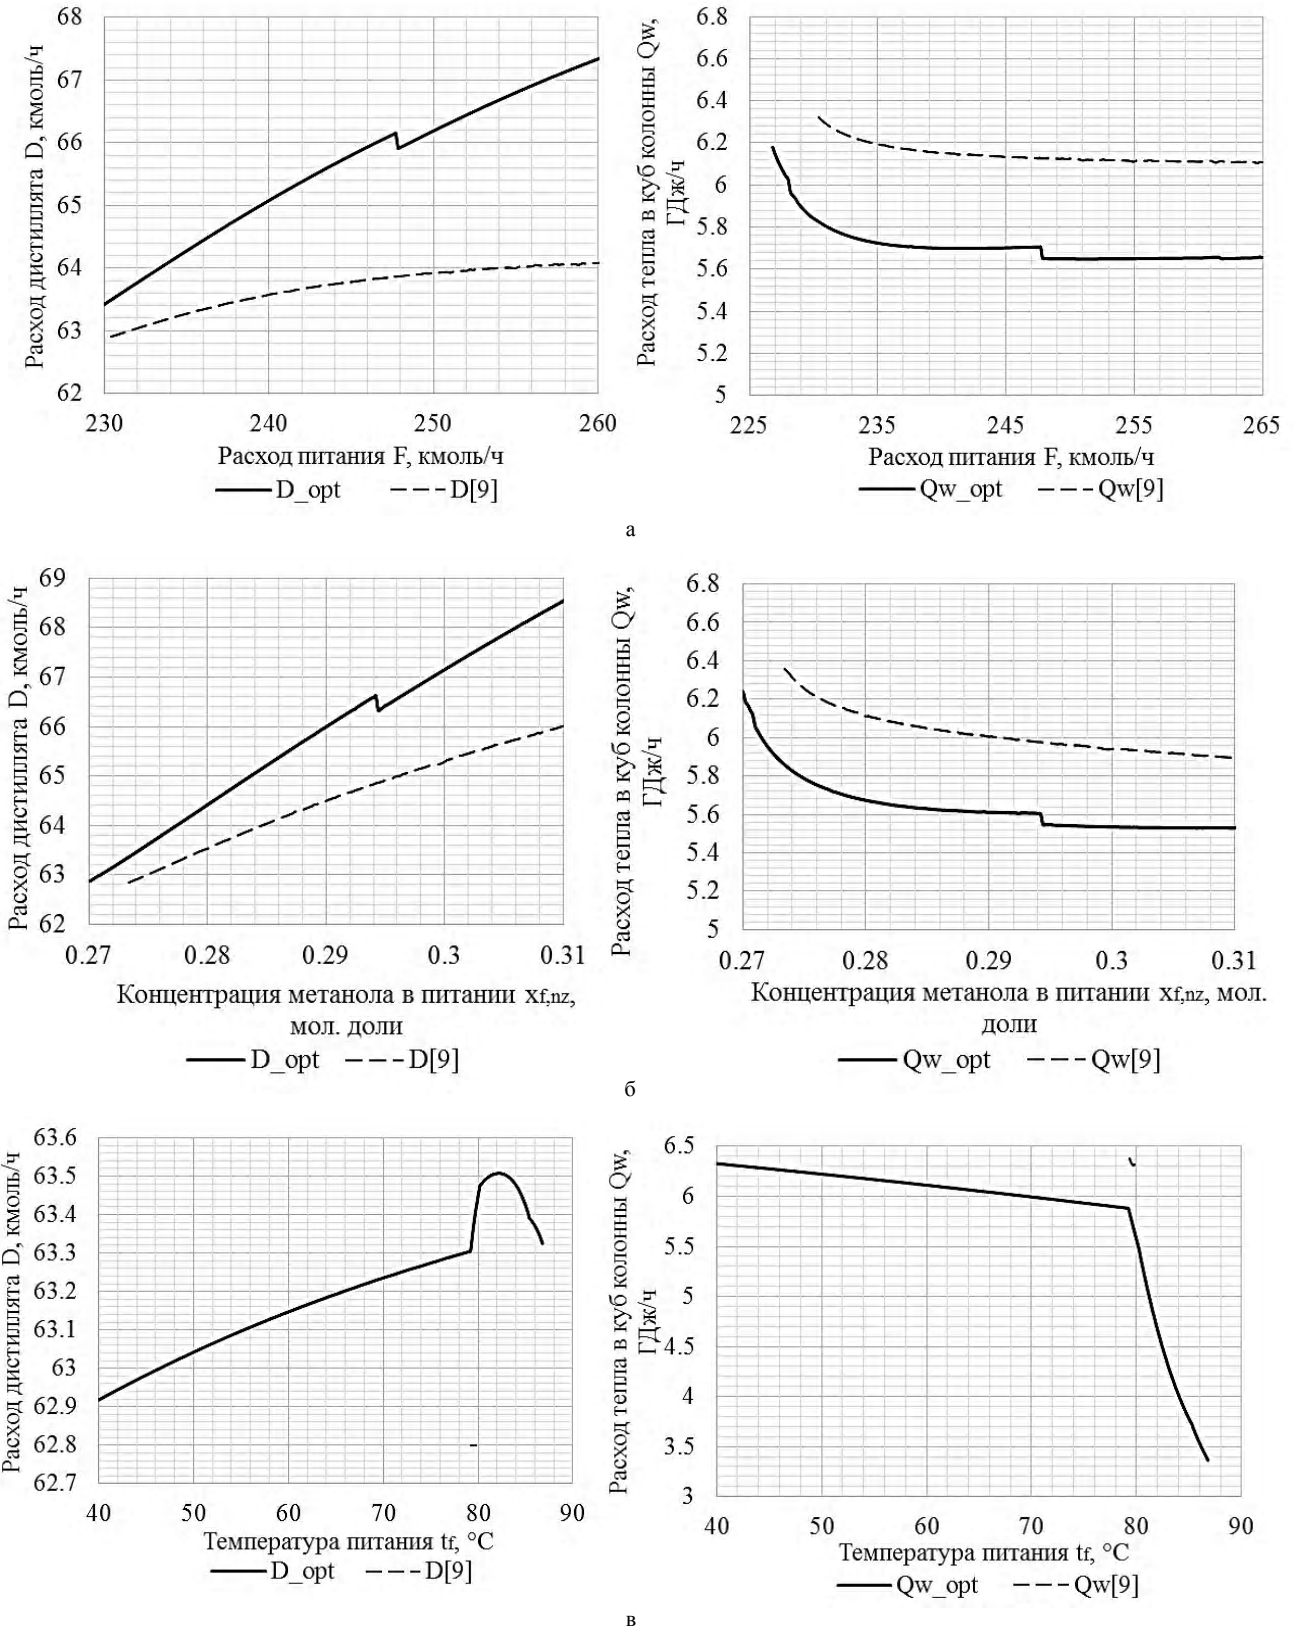 Расход дистиллята D, кмоль/ч
68
67
66
65
64
63
62
230 240 250 260
Расход питания F, кмоль/ч
D_opt D[9]
Расход тепла в куб колонны Qw,
ГДж/ч
6.8
6.6
6.4
6.2
6
5.8
5.6
5.4
5.2
5
225 235 245 255 265
Расход питания F, кмоль/ч
Qw_opt Qw[9]
а
Расход дистиллята D, кмоль/ч
69
68
67
66
65
64
63
62
0.27 0.28 0.29 0.3 0.31
Концентрация метанола в питании xf,nz,
мол. доли
D_opt D[9]
Расход тепла в куб колонны Qw,
ГДж/ч
6.8
6.6
6.4
6.2
6
5.8
5.6
5.4
5.2
5
0.27 0.28 0.29 0.3 0.31
Концентрация метанола в питании xf,nz, мол.
доли
Qw_opt Qw[9]
б
Расход дистиллята D, кмоль/ч
63.6
63.5
63.4
63.3
63.2
63.1
63
62.9
62.8
62.7
40 50 60 70 80 90
Температура питания tf, °C
D_opt D[9]
Расход тепла в куб колонны Qw,
ГДж/ч
6.5
6
5.5
5
4.5
4
3.5
3
40 50 60 70 80 90
Температура питания tf, °C
Qw_opt Qw[9]
в